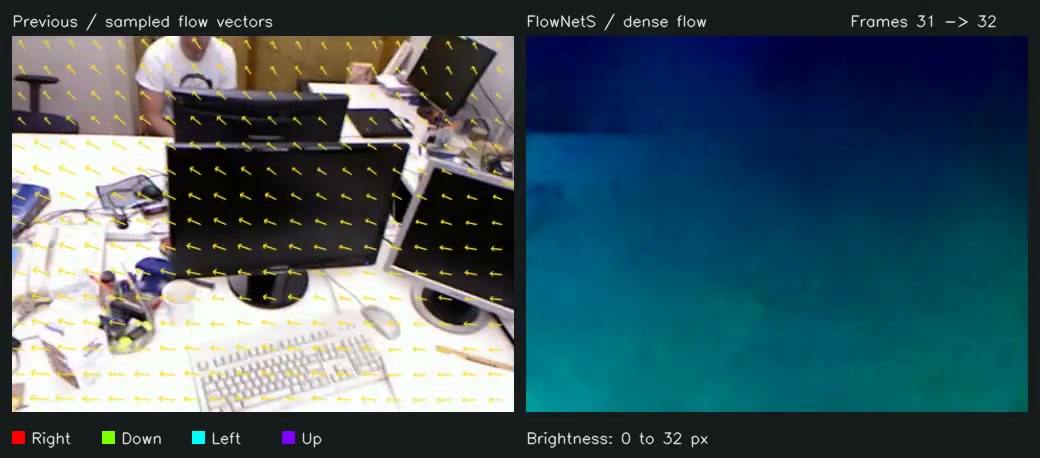 Previous / sampled flow vectors
FlowNetS / dense flow
Frames 31 -> 32
Right
Down
Left
Up
Brightness: 0 to 32 px